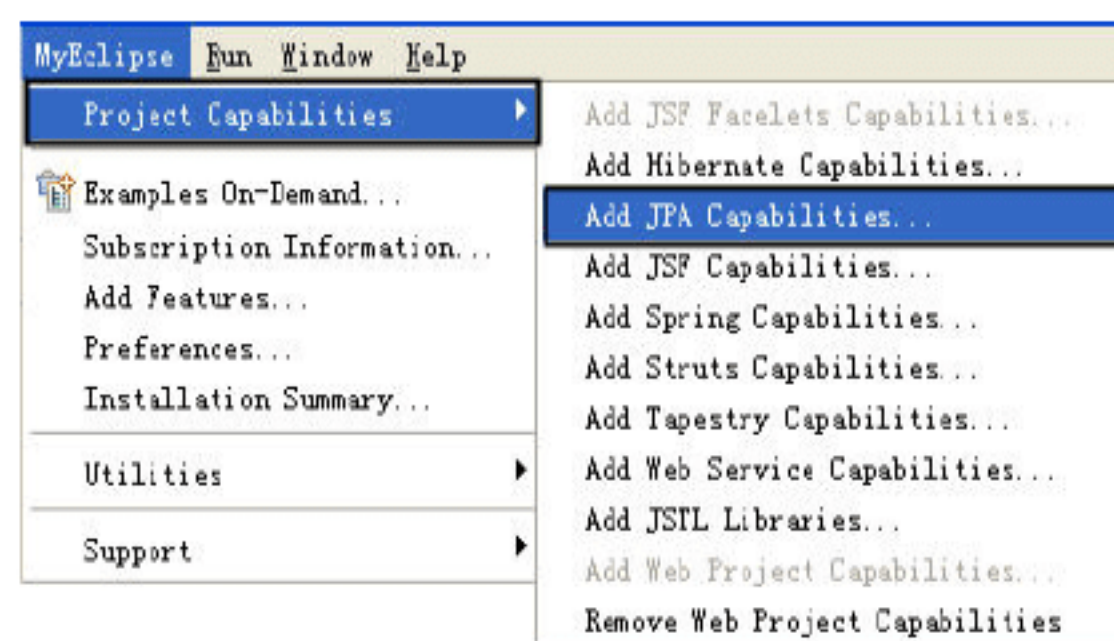 MyEclipse Run Window Help
Project Capabilities
Examples On-Demand...
Subscription Information...
Add Features...
Preferences...
Installation Summary...
Utilities
Support
Add JSF Facelets Capabilities...
Add Hibernate Capabilities...
Add JPA Capabilities...
Add JSF Capabilities...
Add Spring Capabilities...
Add Struts Capabilities...
Add Tapestry Capabilities...
Add Web Service Capabilities...
Add JSTL Libraries...
Add Web Project Capabilities...
Remove Web Project Capabilities